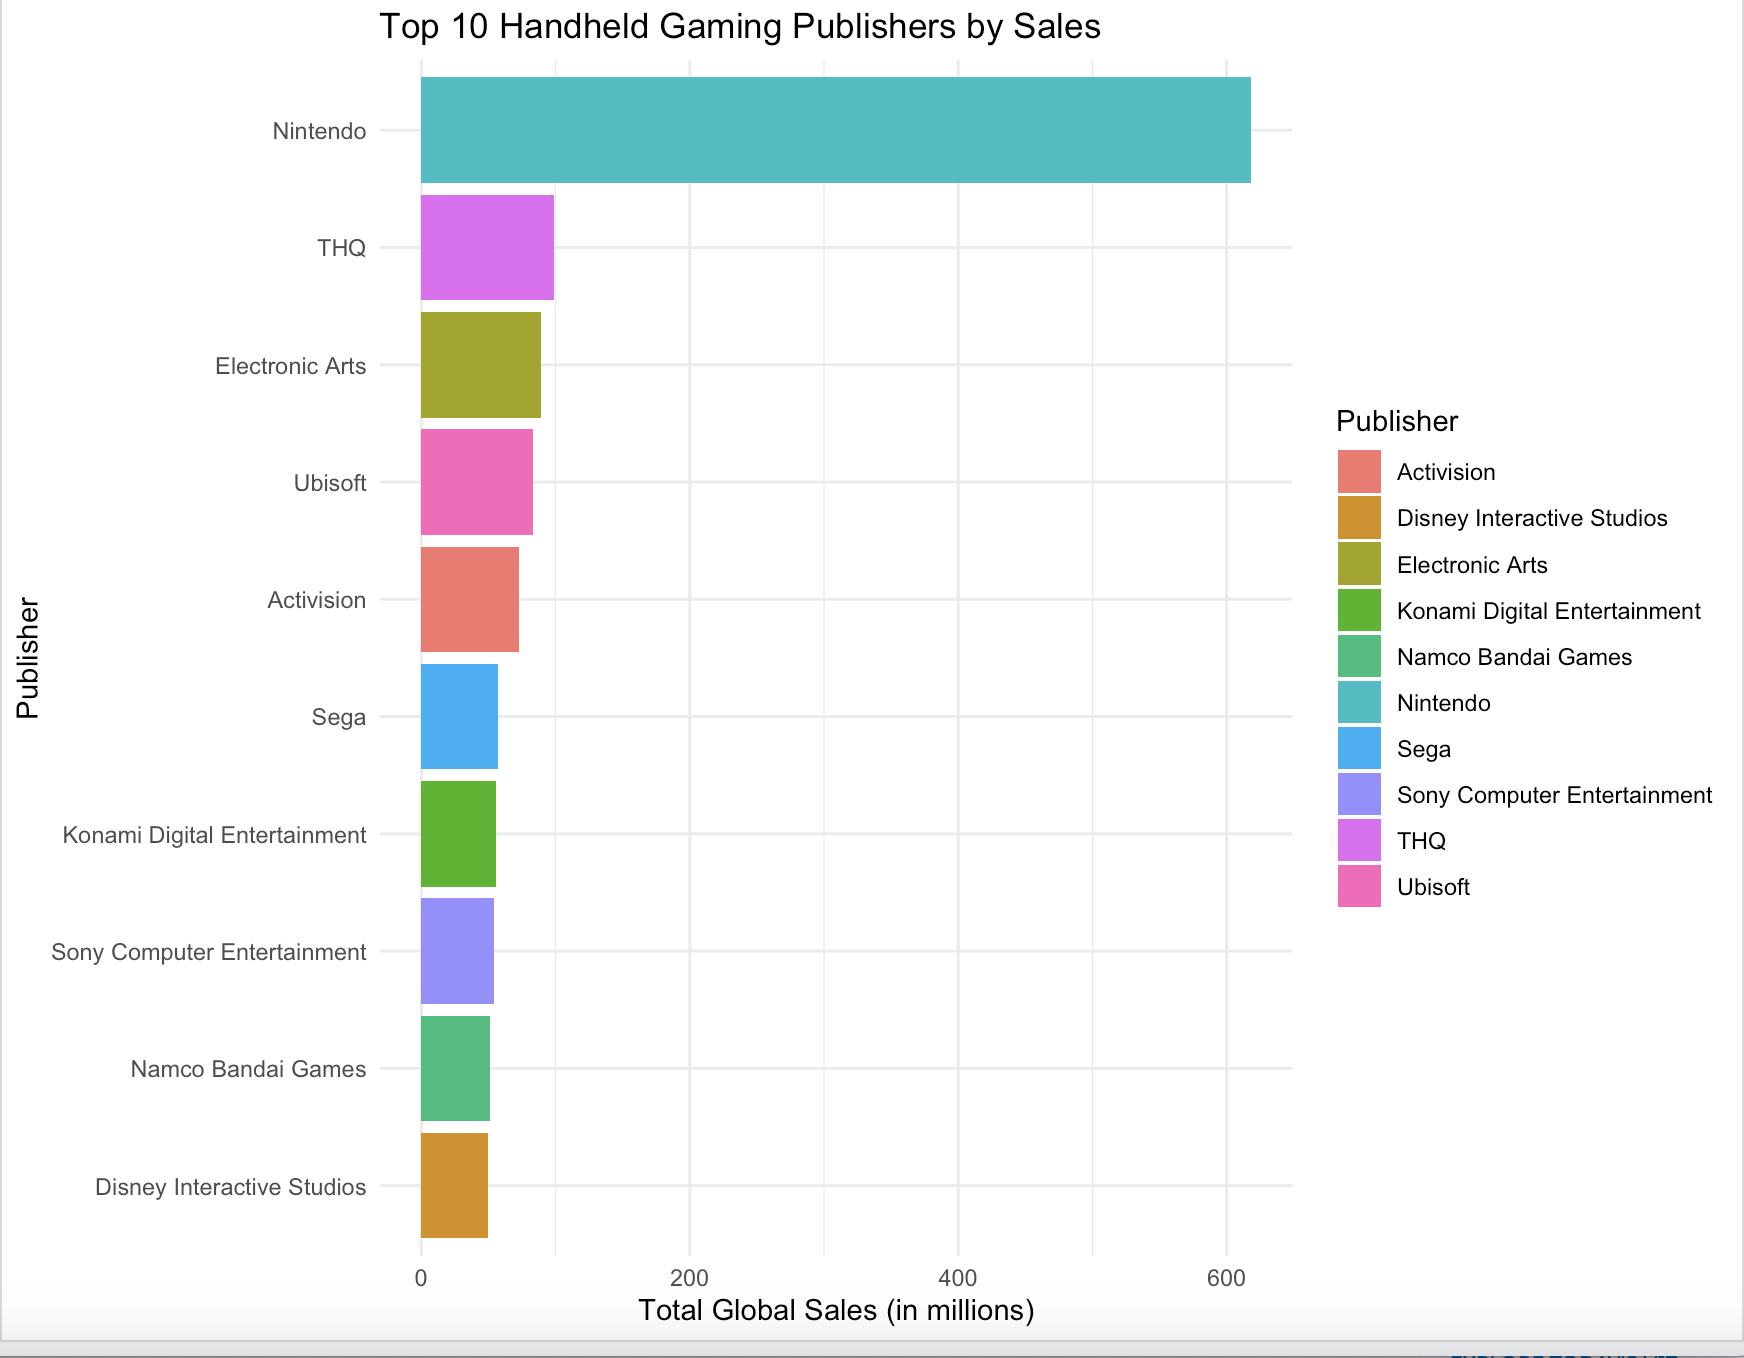 Top 10 Handheld Gaming Publishers by Sales
Publisher
Nintendo
THQ
Electronic Arts
Ubisoft
Activision
Sega
Konami Digital Entertainment
Sony Computer Entertainment
Namco Bandai Games
Disney Interactive Studios
0 200 400 600
Total Global Sales (in millions)
Publisher
Activision
Disney Interactive Studios
Electronic Arts
Konami Digital Entertainment
Namco Bandai Games
Nintendo
Sega
Sony Computer Entertainment
THQ
Ubisoft